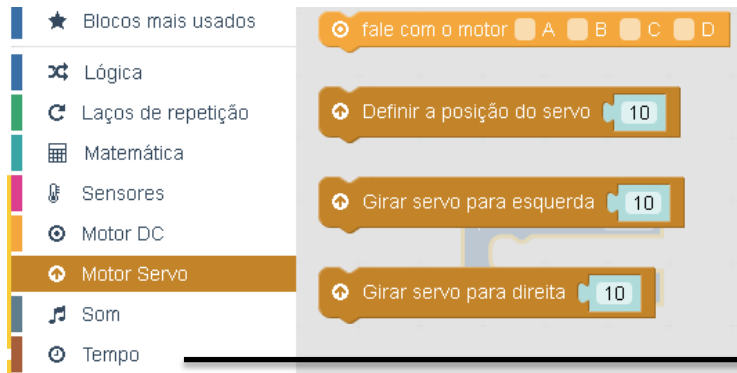 Blocos mais usados
Lógica
Laços de repetição
Matemática
Sensores
Motor DC
Motor Servo
Som
Tempo
fale com o motor A B C D
Definir a posição do servo 10
Girar servo para esquerda 10
Girar servo para direita 10